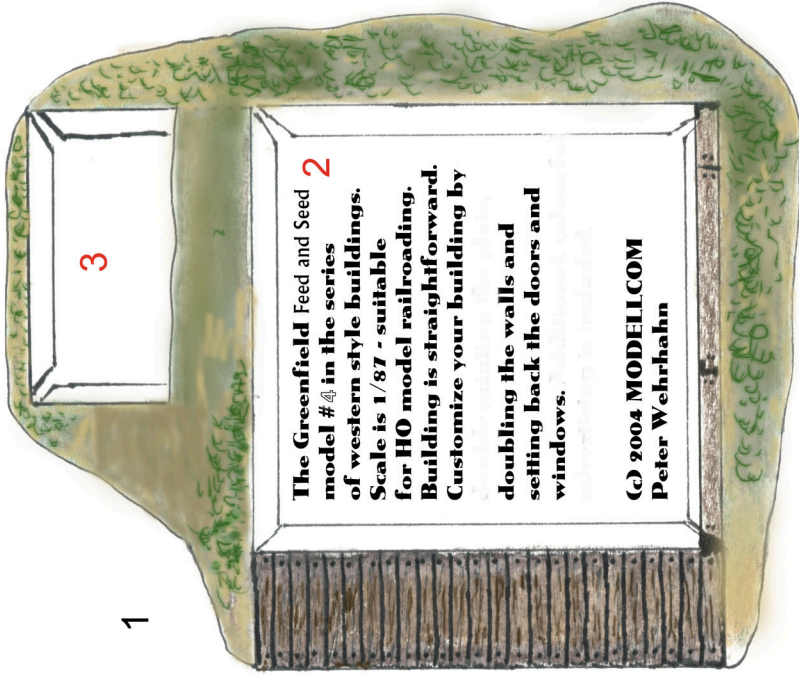 3
2
The Greenfield Feed and Seed
model #4 in the series
of western style buildings.
Scale is 1/87 - suitable
for HO model railroading.
Building is straightforward.
Customize your building by
doubling the walls and
setting back the doors and
windows.
(c) 2004 MODELLCOM
Peter Wehrhahn
1